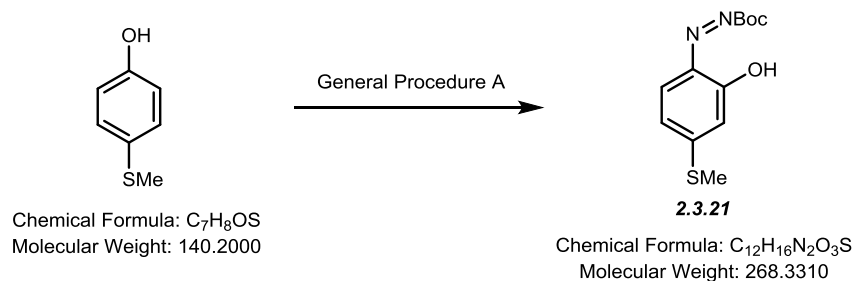 OH
SMe
Chemical Formula: C₇H₈OS
Molecular Weight: 140.2000
General Procedure A
N=NBoc
OH
SMe
2.3.21
Chemical Formula: C₁₂H₁₆N₂O₃S
Molecular Weight: 268.3310